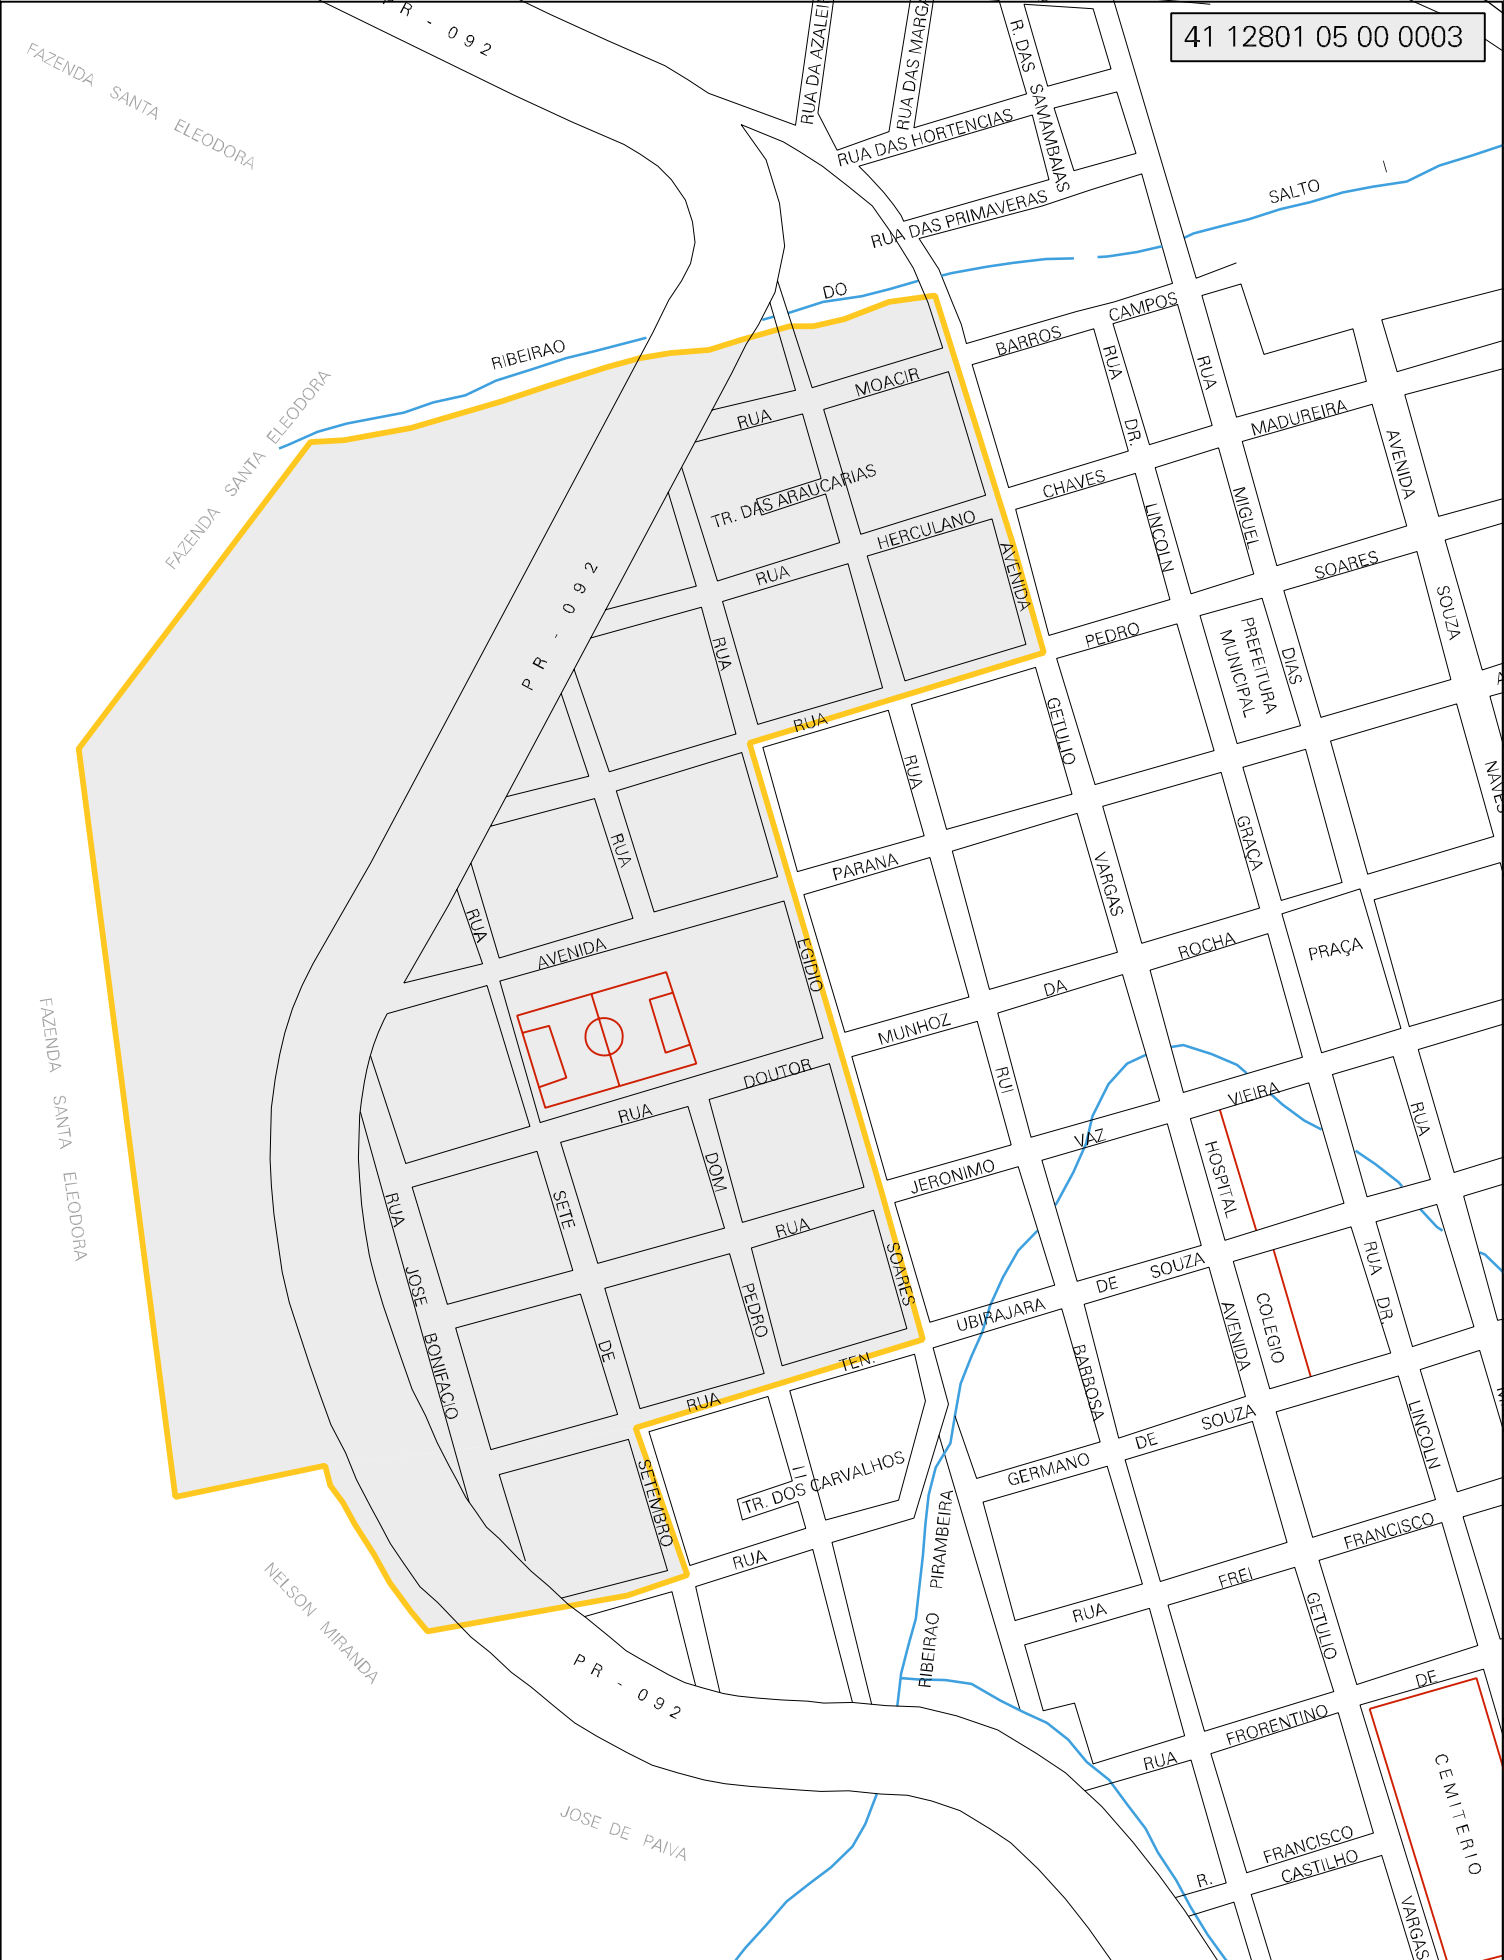 PR - 092
RUA DA AZALEI
RUA DAS MARGA
R. DAS SAMAMBAIAS
41 12801 05 00 0003
FAZENDA SANTA ELEODORA
RUA DAS HORTENCIAS
RUA DAS PRIMAVERAS
RIBEIRAO DO SALTO
FAZENDA SANTA ELEODORA
RUA MOACIR BARROS CAMPOS
RUA DR. LINCOLN GRAÇA
RUA MIGUEL DIAS
AVENIDA SOUZA NAVES
TR. DAS ARAUCARIAS
RUA HERCULANO CHAVES MADUREIRA
PR - 092
RUA PEDRO SOARES
AVENIDA GETULIO VARGAS
PREFEITURA
MUNICIPAL
RUA RUI BARBOSA
RUA EGIDIO SOARES
RUA DOM PEDRO II
RUA SETE DE SETEMBRO
RUA JOSE BONIFACIO
PARANA
AVENIDA MUNHOZ DA ROCHA
PRAÇA
RUA DOUTOR JERONIMO VAZ VIEIRA
RUA UBIRAJARA DE SOUZA
HOSPITAL
COLEGIO
RUA DR. LINCOLN
AVENIDA GETULIO VARGAS
FAZENDA SANTA ELEODORA
RUA TEN. GERMANO DE SOUZA
TR. DOS CARVALHOS
RUA
RIBEIRAO PIRAMBEIRA
RUA FREI FRANCISCO
RUA FRORENTINO DE
R. FRANCISCO CASTILHO
CEMITERIO
NELSON MIRANDA
PR - 092
JOSE DE PAIVA